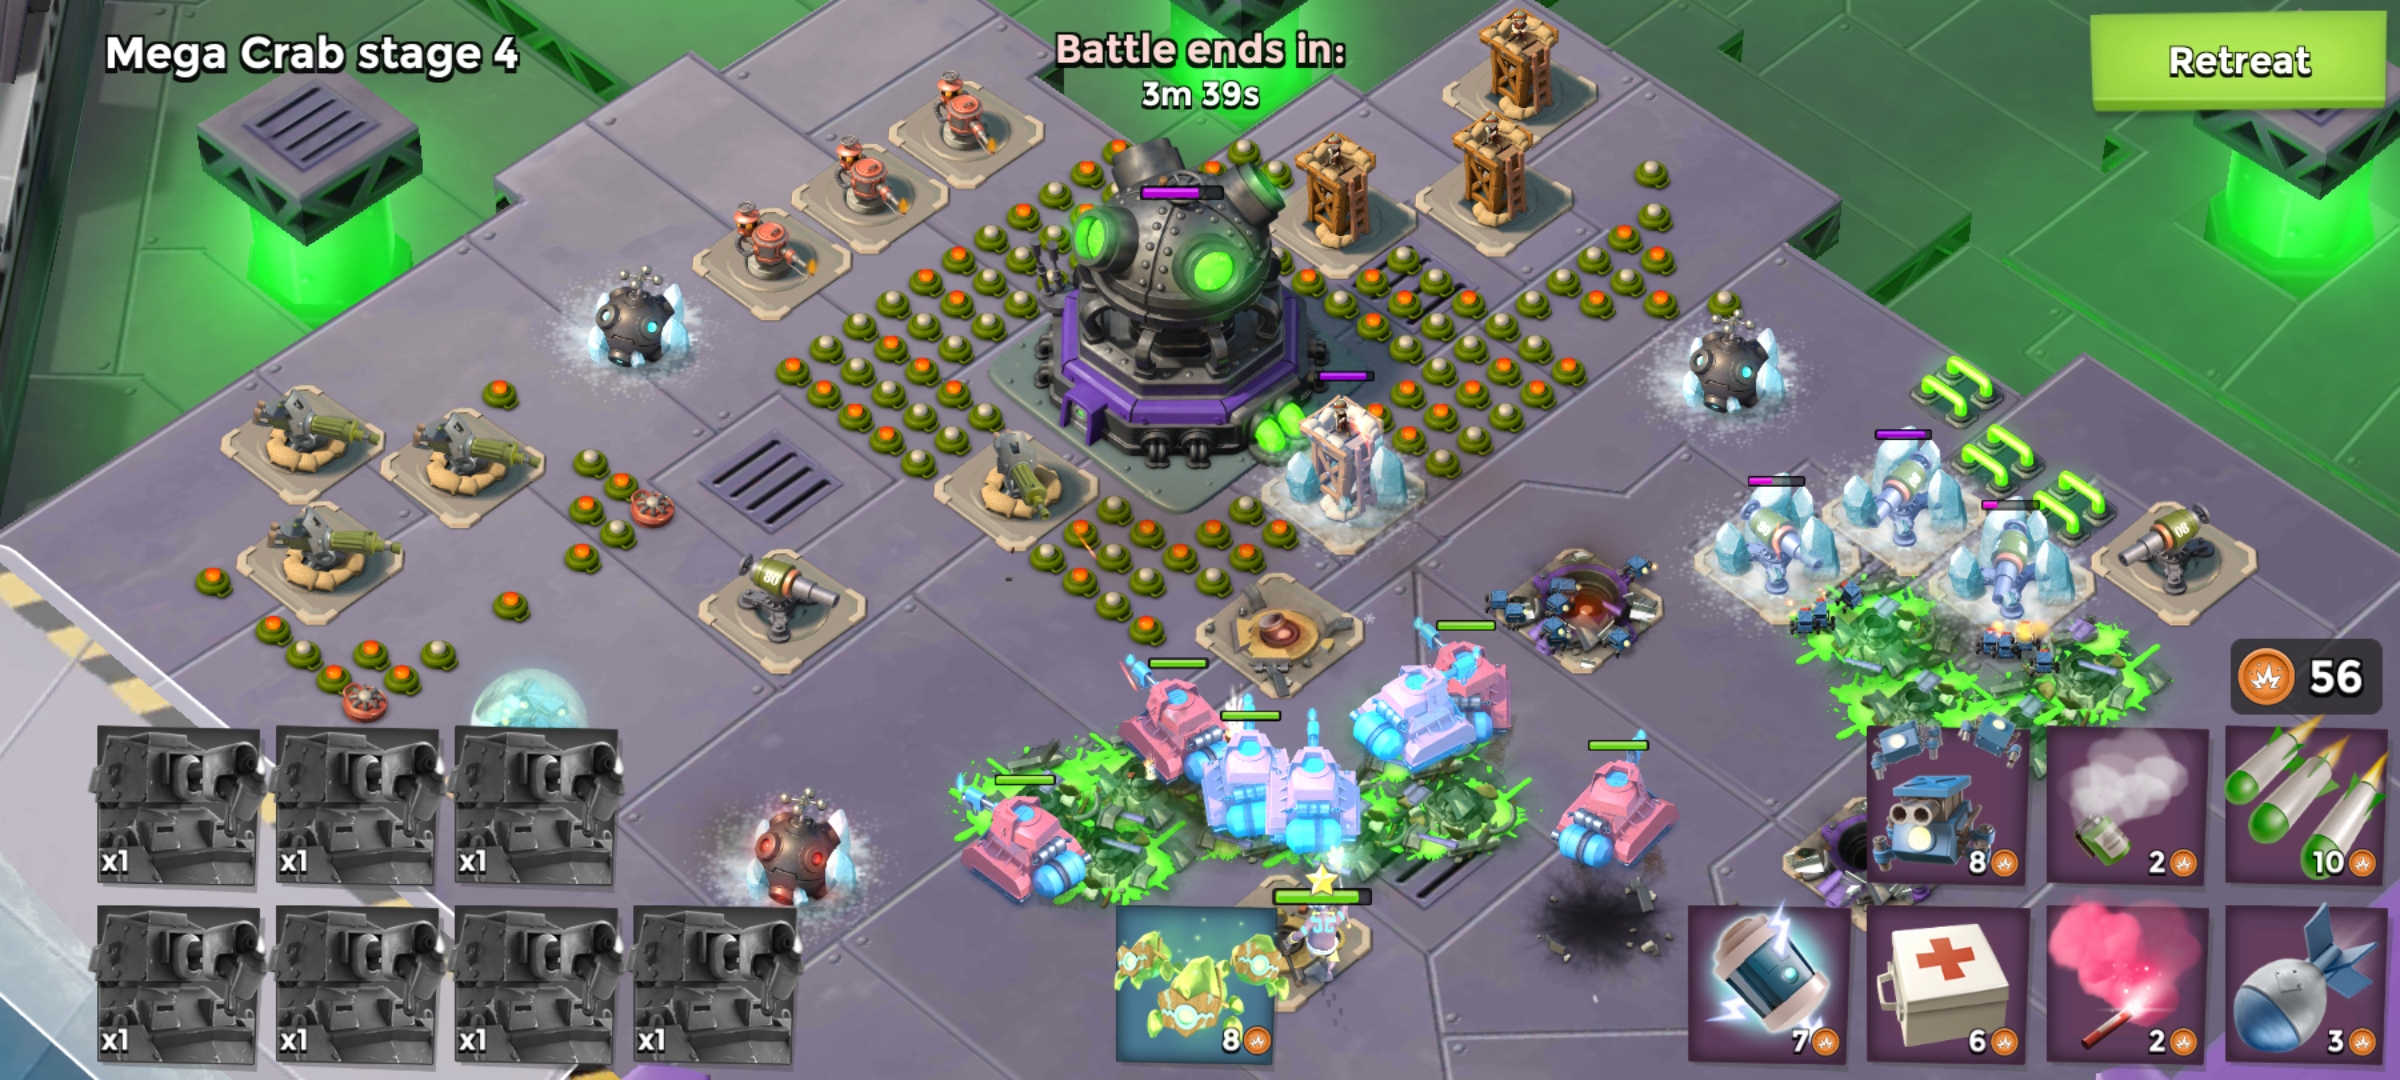 Mega Crab stage 4
Battle ends in:
3m 39s
Retreat
56
x1
x1
x1
8
2
10
x1
x1
x1
x1
8
7
6
2
3